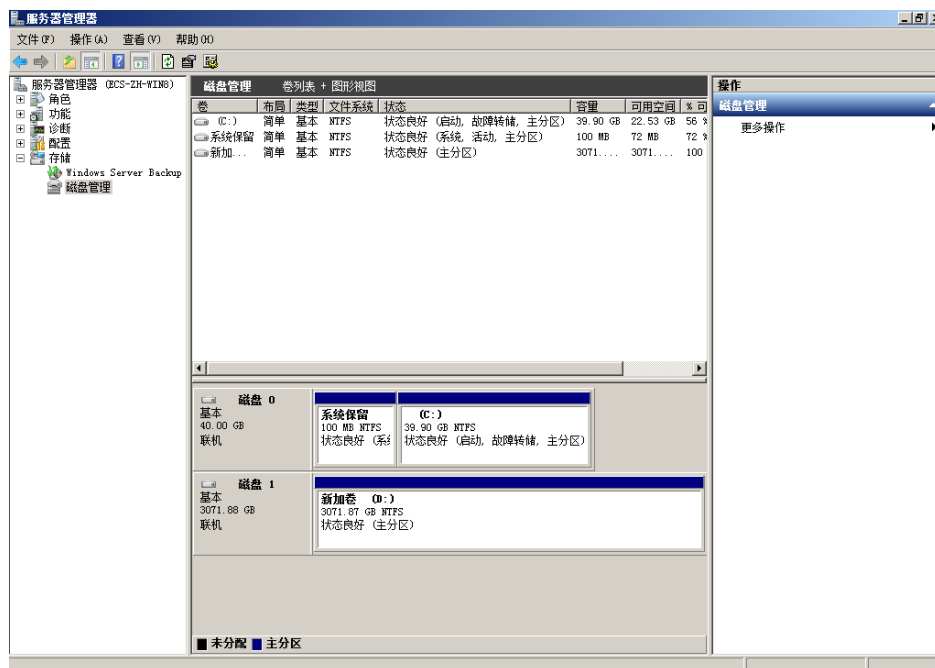 服务器管理器
文件(F) 操作(A) 查看(V) 帮助(H)
服务器管理器 (ECS-ZH-WIN8)
角色
功能
诊断
配置
存储
Windows Server Backup
磁盘管理
磁盘管理 卷列表 + 图形视图
卷 布局 类型 文件系统 状态 容量 可用空间 % 可
(C:) 简单 基本 NTFS 状态良好 (启动, 故障转储, 主分区) 39.90 GB 22.53 GB 56 %
系统保留 简单 基本 NTFS 状态良好 (系统, 活动, 主分区) 100 MB 72 MB 72 %
新加... 简单 基本 NTFS 状态良好 (主分区) 3071.... 3071.... 100
磁盘 0
基本
40.00 GB
联机
系统保留
100 MB NTFS
状态良好 (系
(C:)
39.90 GB NTFS
状态良好 (启动, 故障转储, 主分区)
磁盘 1
基本
3071.88 GB
联机
新加卷 (D:)
3071.87 GB NTFS
状态良好 (主分区)
未分配 主分区
操作
磁盘管理
更多操作